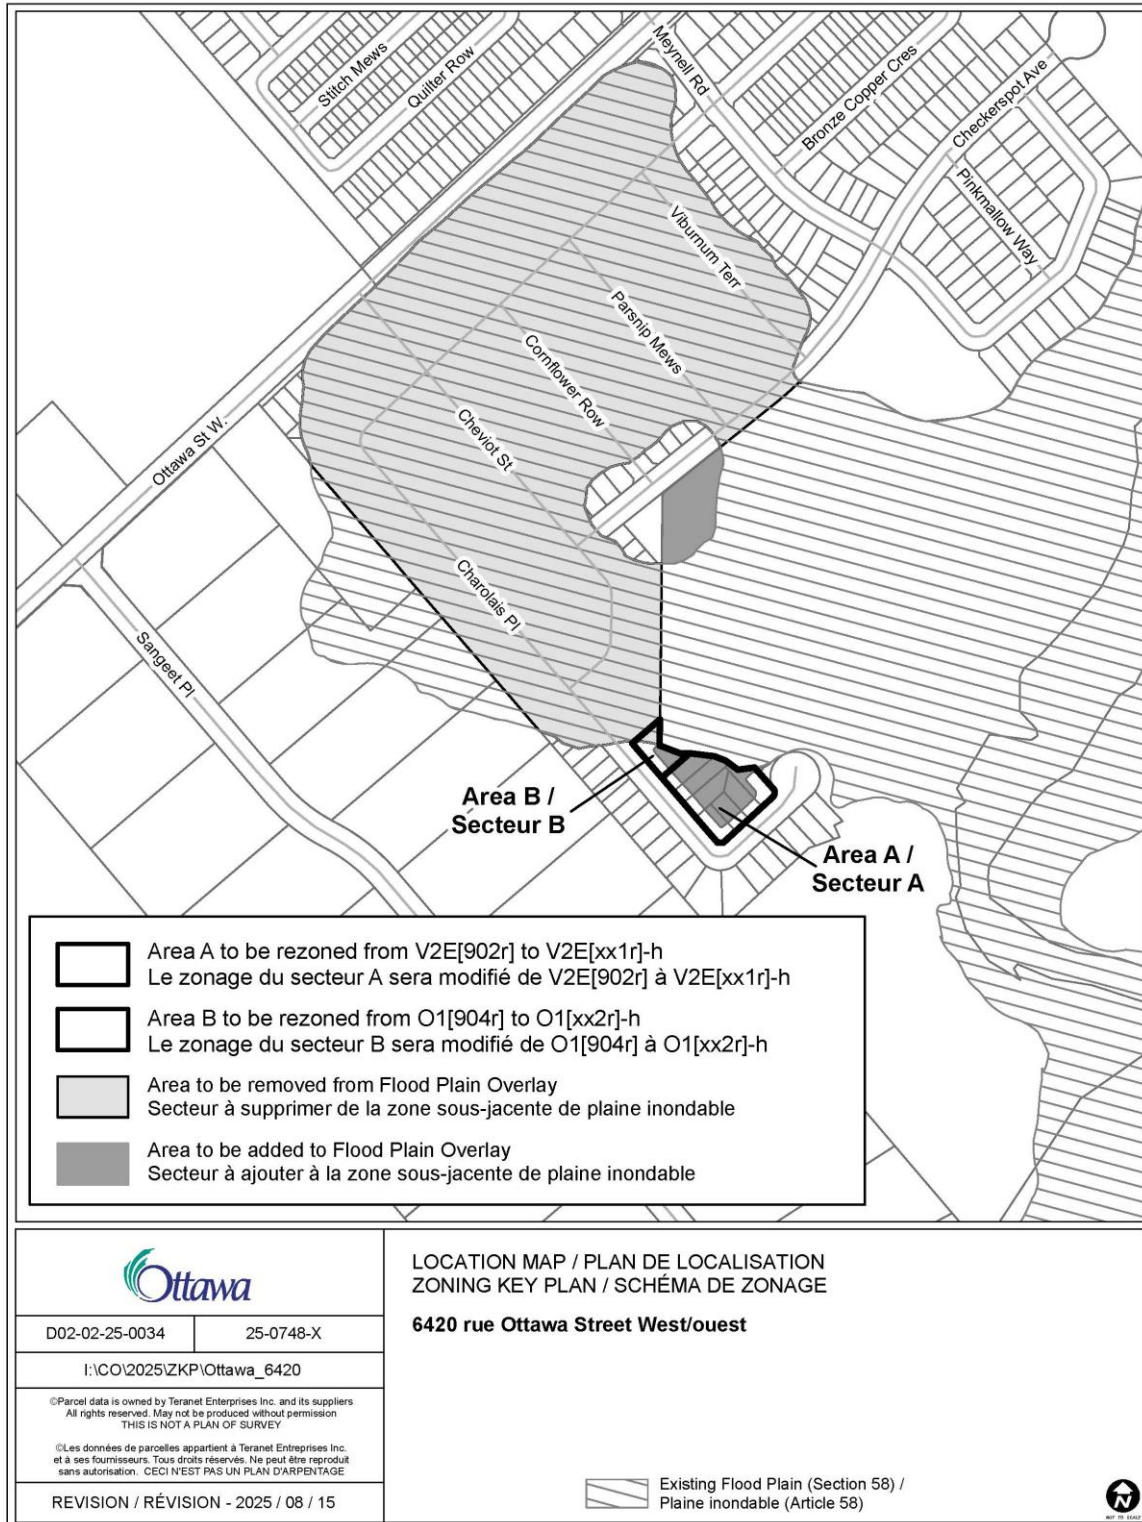 Stitch Mews
Quilter Row
Meynell Rd
Bronze Copper Cres
Checkerspot Ave
Pinkmallow Way
Viburnum Terr
Parsnip Mews
Cornflower Row
Cheviot St
Ottawa St W.
Charolais Pl
Sangeet Pl
Area B /
Secteur B
Area A /
Secteur A
Area A to be rezoned from V2E[902r] to V2E[xx1r]-h
Le zonage du secteur A sera modifié de V2E[902r] à V2E[xx1r]-h
Area B to be rezoned from O1[904r] to O1[xx2r]-h
Le zonage du secteur B sera modifié de O1[904r] à O1[xx2r]-h
Area to be removed from Flood Plain Overlay
Secteur à supprimer de la zone sous-jacente de plaine inondable
Area to be added to Flood Plain Overlay
Secteur à ajouter à la zone sous-jacente de plaine inondable
Ottawa
D02-02-25-0034
25-0748-X
I:\CO\2025\ZKP\Ottawa_6420
©Parcel data is owned by Teranet Enterprises Inc. and its suppliers
All rights reserved. May not be produced without permission
THIS IS NOT A PLAN OF SURVEY
©Les données de parcelles appartient à Teranet Entreprises Inc.
et à ses fournisseurs. Tous droits réservés. Ne peut être reproduit
sans autorisation. CECI N'EST PAS UN PLAN D'ARPENTAGE
REVISION / RÉVISION - 2025 / 08 / 15
LOCATION MAP / PLAN DE LOCALISATION
ZONING KEY PLAN / SCHÉMA DE ZONAGE
6420 rue Ottawa Street West/ouest
Existing Flood Plain (Section 58) /
Plaine inondable (Article 58)
N
NOT TO SCALE